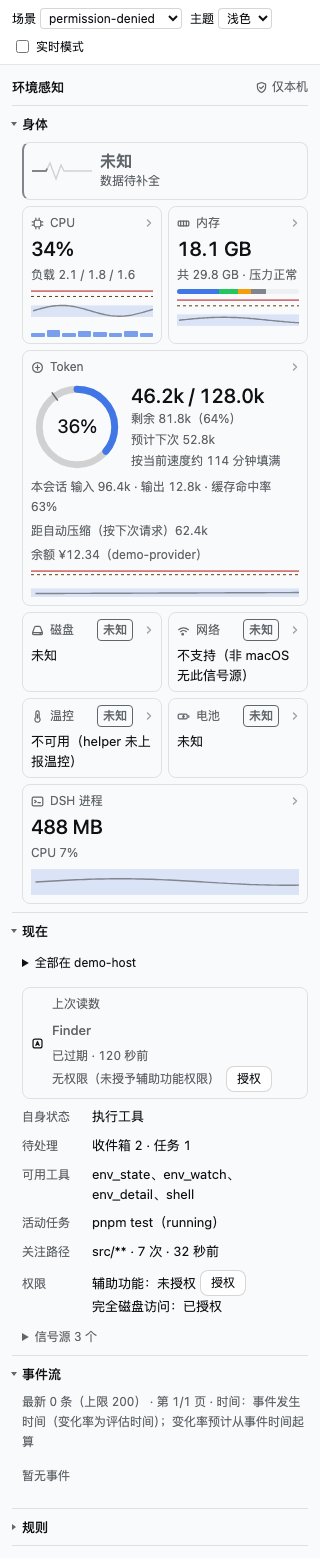 场景 permission-denied 主题 浅色
实时模式
环境感知 仅本机
身体
未知
数据待补全
CPU
34%
负载 2.1 / 1.8 / 1.6
内存
18.1 GB
共 29.8 GB · 压力正常
Token
36%
46.2k / 128.0k
剩余 81.8k（64%）
预计下次 52.8k
按当前速度约 114 分钟填满
本会话 输入 96.4k · 输出 12.8k · 缓存命中率
63%
距自动压缩（按下次请求）62.4k
余额 ¥12.34（demo-provider）
磁盘 未知
未知
网络 未知
不支持（非 macOS
无此信号源）
温控 未知
不可用（helper 未上
报温控）
电池 未知
未知
DSH 进程
488 MB
CPU 7%
现在
全部在 demo-host
上次读数
Finder
已过期 · 120 秒前
无权限（未授予辅助功能权限） 授权
自身状态 执行工具
待处理 收件箱 2 · 任务 1
可用工具 env_state、env_watch、
env_detail、shell
活动任务 pnpm test（running）
关注路径 src/** · 7 次 · 32 秒前
权限 辅助功能：未授权 授权
完全磁盘访问：已授权
信号源 3 个
事件流
最新 0 条（上限 200） · 第 1/1 页 · 时间：事件发生
时间（变化率为评估时间）；变化率预计从事件时间起
算
暂无事件
规则